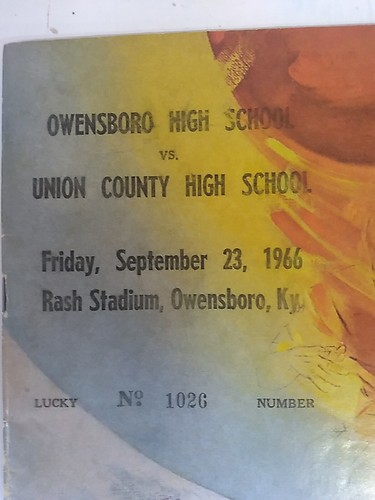 OWENSBORO HIGH SCHOOL
VS.
UNION COUNTY HIGH SCHOOL
Friday, September 23, 1966
Rash Stadium, Owensboro, Ky.
LUCKY Nº 1026 NUMBER